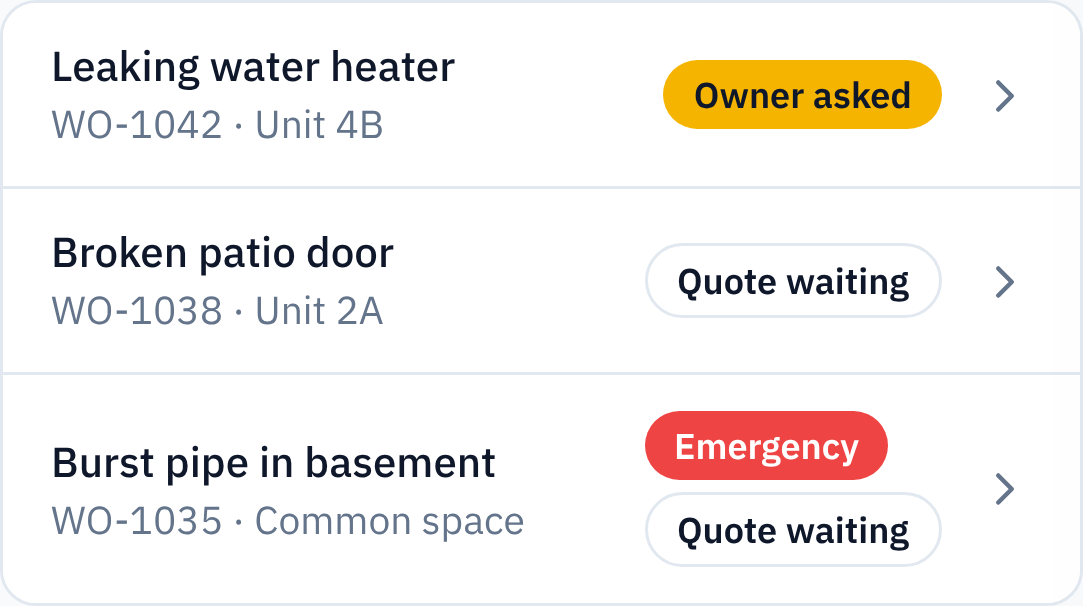 Leaking water heater
WO-1042 · Unit 4B
Owner asked
Broken patio door
WO-1038 · Unit 2A
Quote waiting
Burst pipe in basement
WO-1035 · Common space
Emergency
Quote waiting